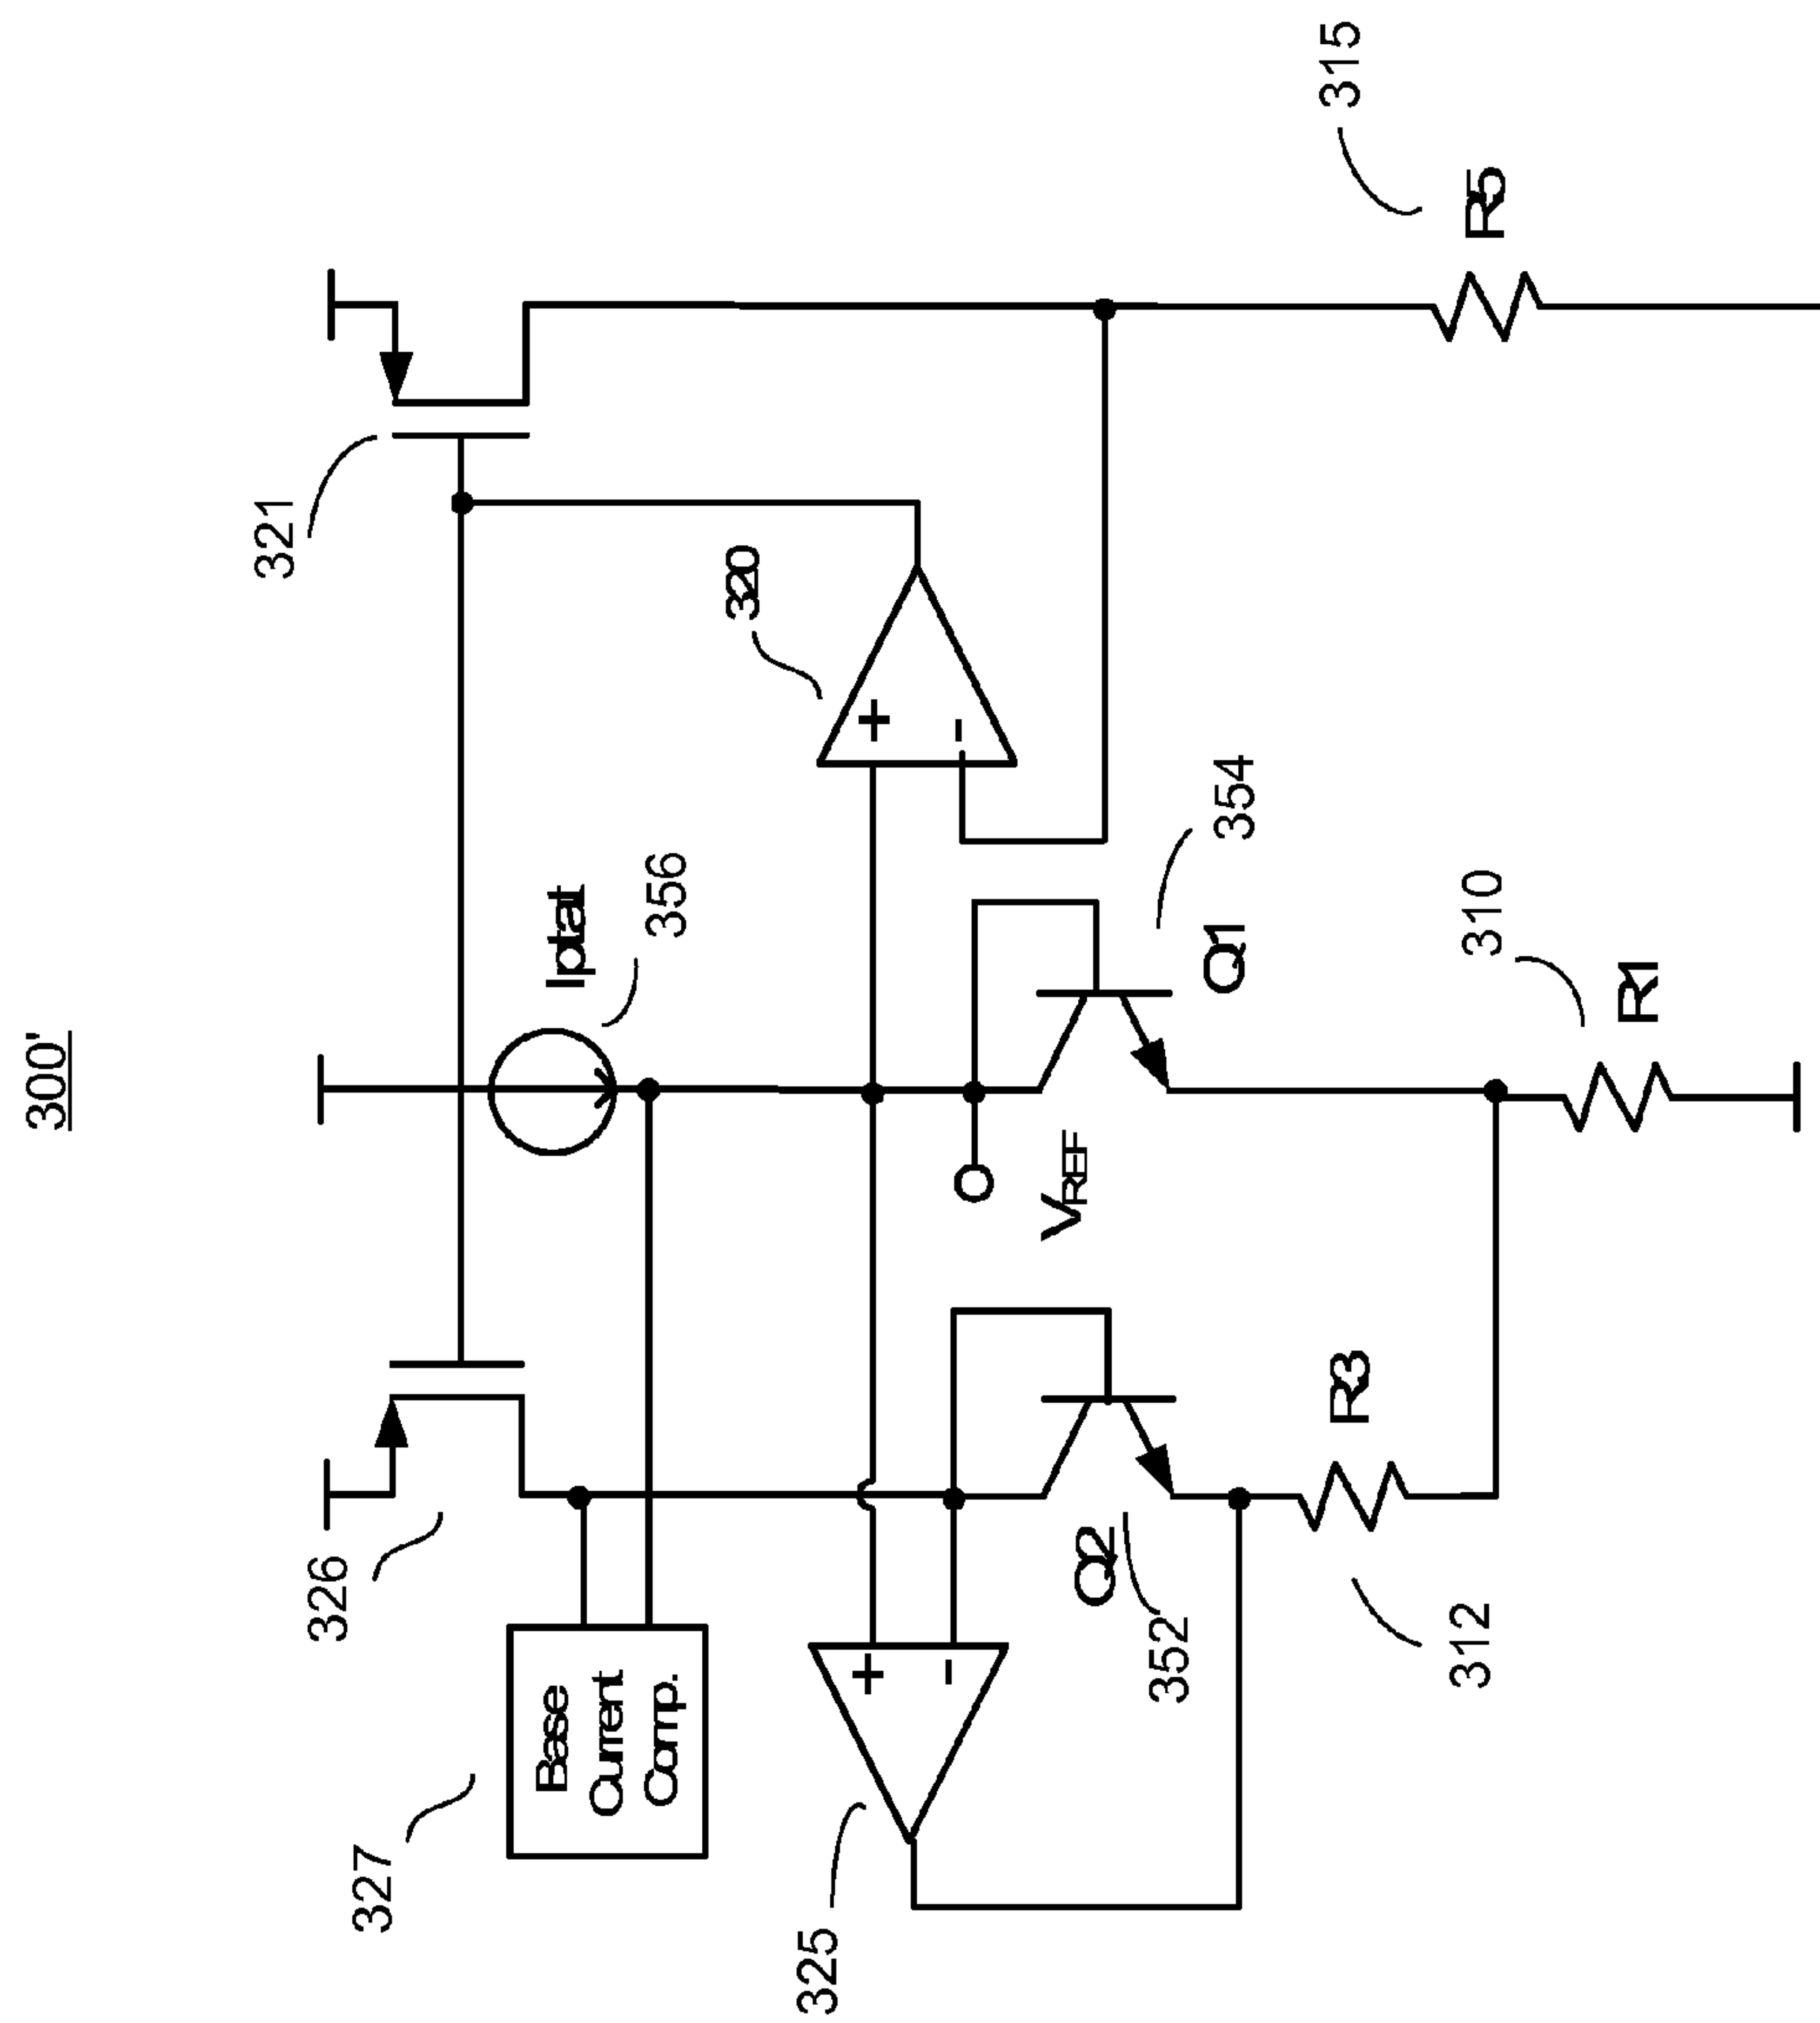 300'
327
Base
Current
Comp.
326
Iptat
356
321
325
+
-
VREF
320
+
-
352
Q2
Q1
354
312
R3
R1
310
R5
315